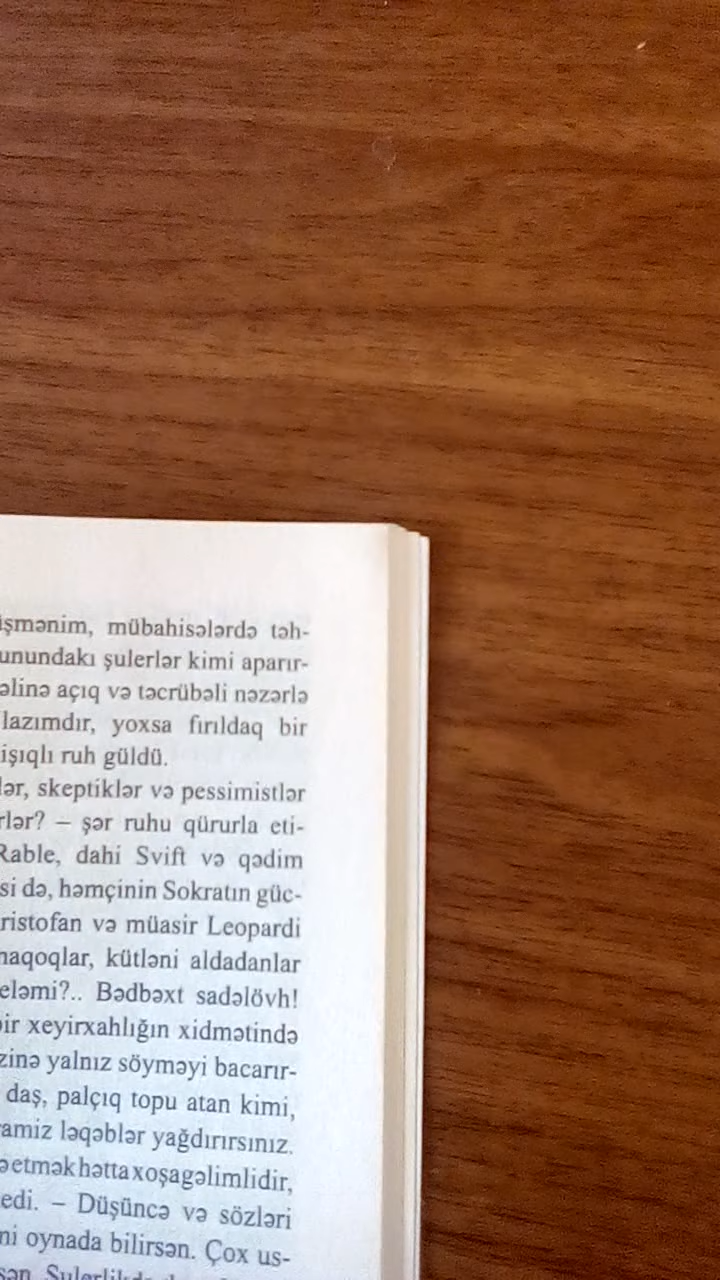 işmənim, mübahisələrdə təh-
unundakı şulerlər kimi aparır-
əlinə açıq və təcrübəli nəzərlə
lazımdır, yoxsa fırıldaq bir
işıqlı ruh güldü.
lər, skeptiklər və pessimistlər
rlər? – şər ruhu qürurla eti-
Rable, dahi Svift və qədim
si də, həmçinin Sokratın güc-
ristofan və müasir Leopardi
naqoqlar, kütləni aldadanlar
eləmi?.. Bədbəxt sadəlövh!
bir xeyirxahlığın xidmətində
zinə yalnız söyməyi bacarır-
daş, palçıq topu atan kimi,
amiz ləqəblər yağdırırsınız.
ə etmək hətta xoşagəlimlidir,
edi. – Düşüncə və sözləri
ni oynada bilirsən. Çox us-